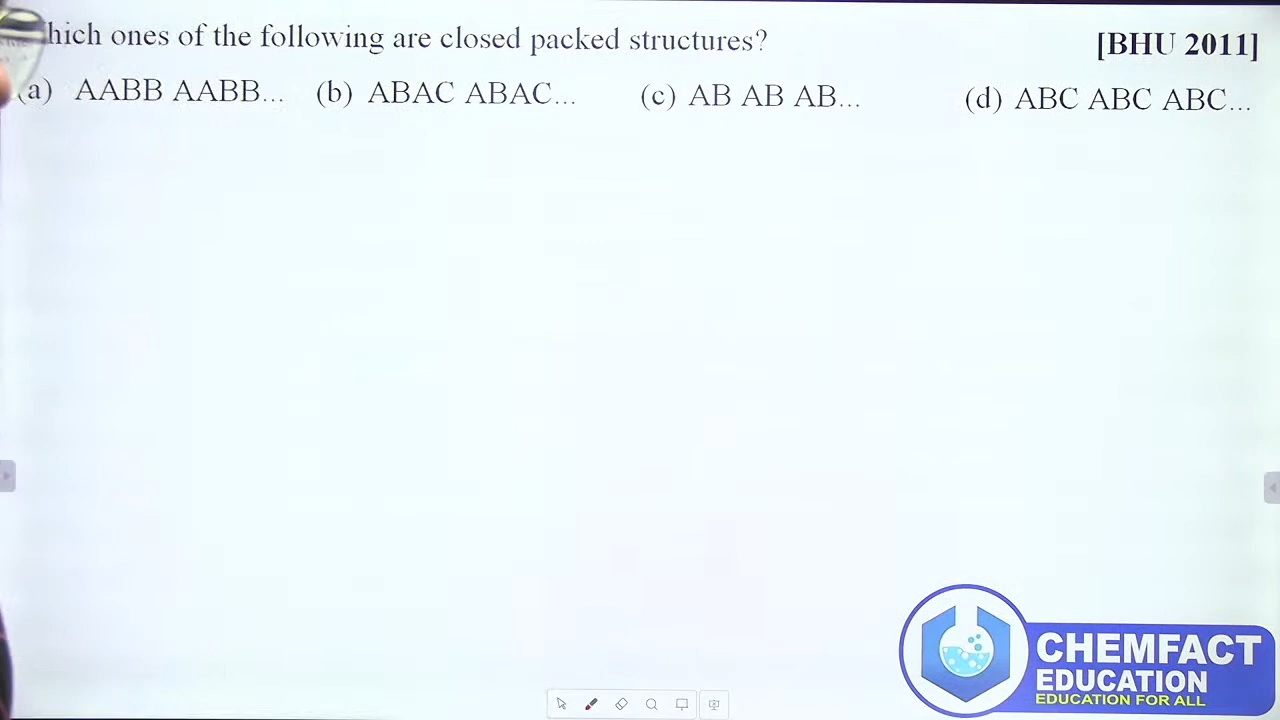 hich ones of the following are closed packed structures? [BHU 2011]
(a) AABB AABB... (b) ABAC ABAC... (c) AB AB AB... (d) ABC ABC ABC...
CHEMFACT
EDUCATION
EDUCATION FOR ALL